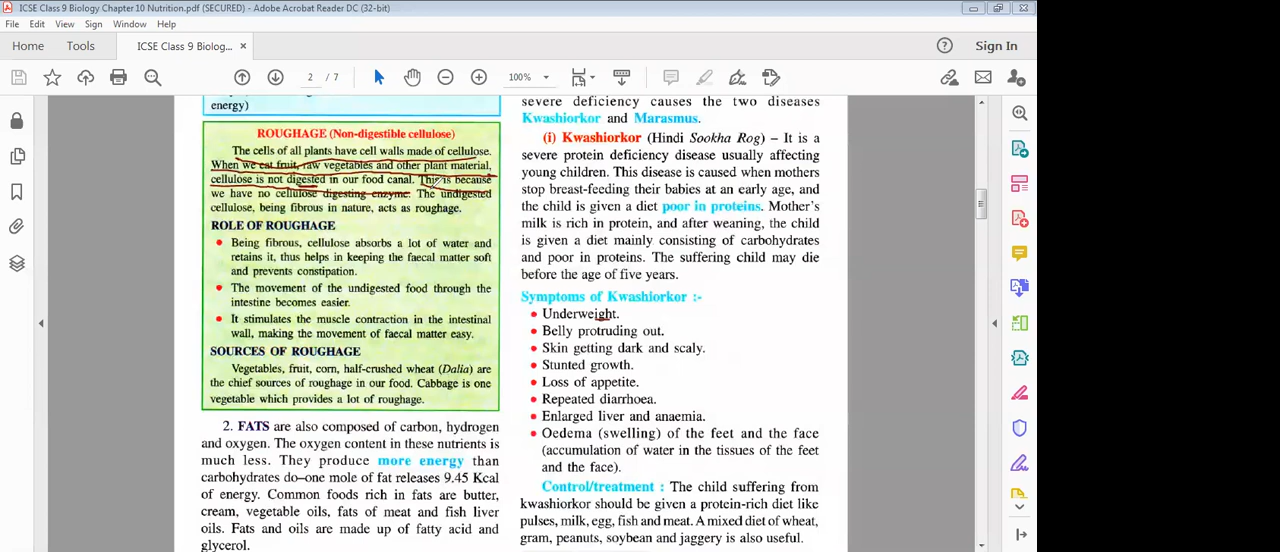 ICSE Class 9 Biology Chapter 10 Nutrition.pdf (SECURED) - Adobe Acrobat Reader DC (32-bit)
File Edit View Sign Window Help
Home Tools ICSE Class 9 Biolog... × Sign In
2 / 7 100%
energy)
ROUGHAGE (Non-digestible cellulose)
The cells of all plants have cell walls made of cellulose.
When we eat fruit, raw vegetables and other plant material,
cellulose is not digested in our food canal. This is because
we have no cellulose digesting enzyme. The undigested
cellulose, being fibrous in nature, acts as roughage.
ROLE OF ROUGHAGE
• Being fibrous, cellulose absorbs a lot of water and
retains it, thus helps in keeping the faecal matter soft
and prevents constipation.
• The movement of the undigested food through the
intestine becomes easier.
• It stimulates the muscle contraction in the intestinal
wall, making the movement of faecal matter easy.
SOURCES OF ROUGHAGE
Vegetables, fruit, corn, half-crushed wheat (Dalia) are
the chief sources of roughage in our food. Cabbage is one
vegetable which provides a lot of roughage.
2. FATS are also composed of carbon, hydrogen
and oxygen. The oxygen content in these nutrients is
much less. They produce more energy than
carbohydrates do—one mole of fat releases 9.45 Kcal
of energy. Common foods rich in fats are butter,
cream, vegetable oils, fats of meat and fish liver
oils. Fats and oils are made up of fatty acid and
glycerol.
severe deficiency causes the two diseases
Kwashiorkor and Marasmus.
(i) Kwashiorkor (Hindi Sookha Rog) – It is a
severe protein deficiency disease usually affecting
young children. This disease is caused when mothers
stop breast-feeding their babies at an early age, and
the child is given a diet poor in proteins. Mother's
milk is rich in protein, and after weaning, the child
is given a diet mainly consisting of carbohydrates
and poor in proteins. The suffering child may die
before the age of five years.
Symptoms of Kwashiorkor :-
• Underweight.
• Belly protruding out.
• Skin getting dark and scaly.
• Stunted growth.
• Loss of appetite.
• Repeated diarrhoea.
• Enlarged liver and anaemia.
• Oedema (swelling) of the feet and the face
(accumulation of water in the tissues of the feet
and the face).
Control/treatment : The child suffering from
kwashiorkor should be given a protein-rich diet like
pulses, milk, egg, fish and meat. A mixed diet of wheat,
gram, peanuts, soybean and jaggery is also useful.